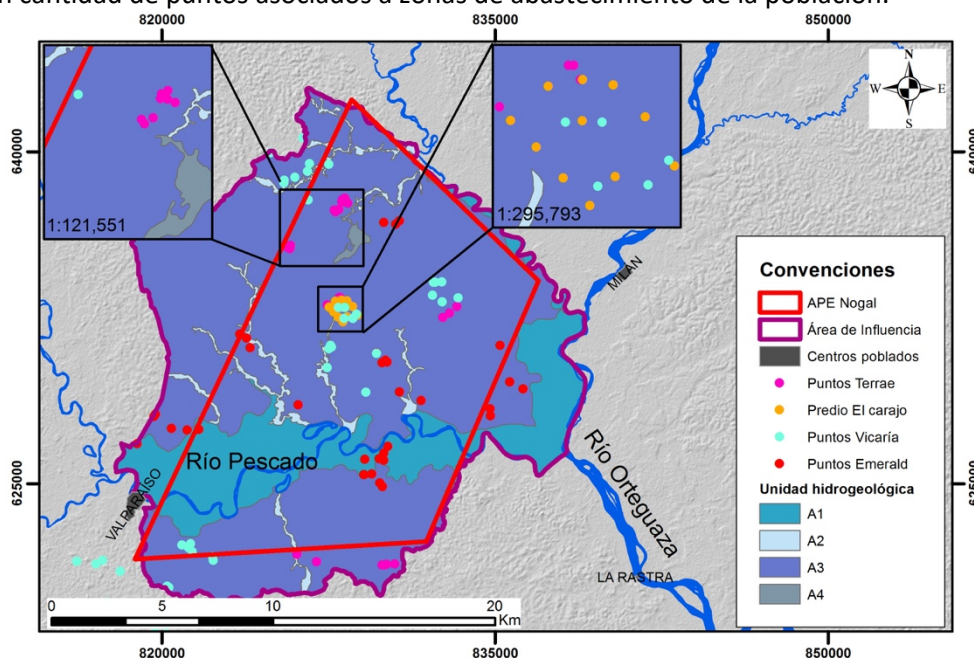 n cantidad de puntos asociados a zonas de abastecimiento de la población.
820000
835000
850000
640000
640000
625000
625000
N
W
E
S
1:121,551
1:295,793
MILÁN
Río Pescado
VALPARAÍSO
Río Orteguaza
LA RASTRA
Convenciones
APE Nogal
Área de Influencia
Centros poblados
Puntos Terrae
Predio El carajo
Puntos Vicaría
Puntos Emerald
Unidad hidrogeológica
A1
A2
A3
A4
0 5 10 20
Km
820000
835000
850000